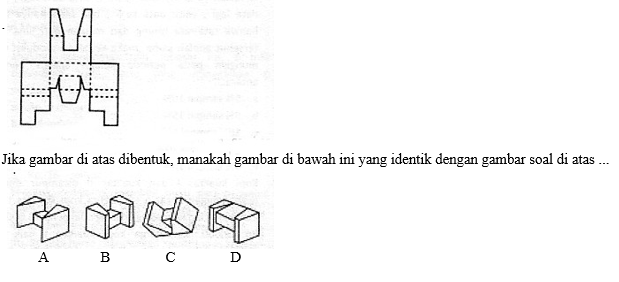 Jika gambar di atas dibentuk, manakah gambar di bawah ini yang identik dengan gambar soal di atas ...
A B C D